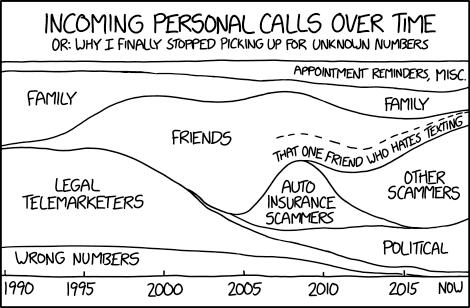 INCOMING PERSONAL CALLS OVER TIME
OR: WHY I FINALLY STOPPED PICKING UP FOR UNKNOWN NUMBERS
APPOINTMENT REMINDERS, MISC.
FAMILY
FAMILY
FRIENDS
THAT ONE FRIEND WHO HATES TEXTING
LEGAL
TELEMARKETERS
AUTO
INSURANCE
SCAMMERS
OTHER
SCAMMERS
POLITICAL
WRONG NUMBERS
1990 1995 2000 2005 2010 2015 NOW